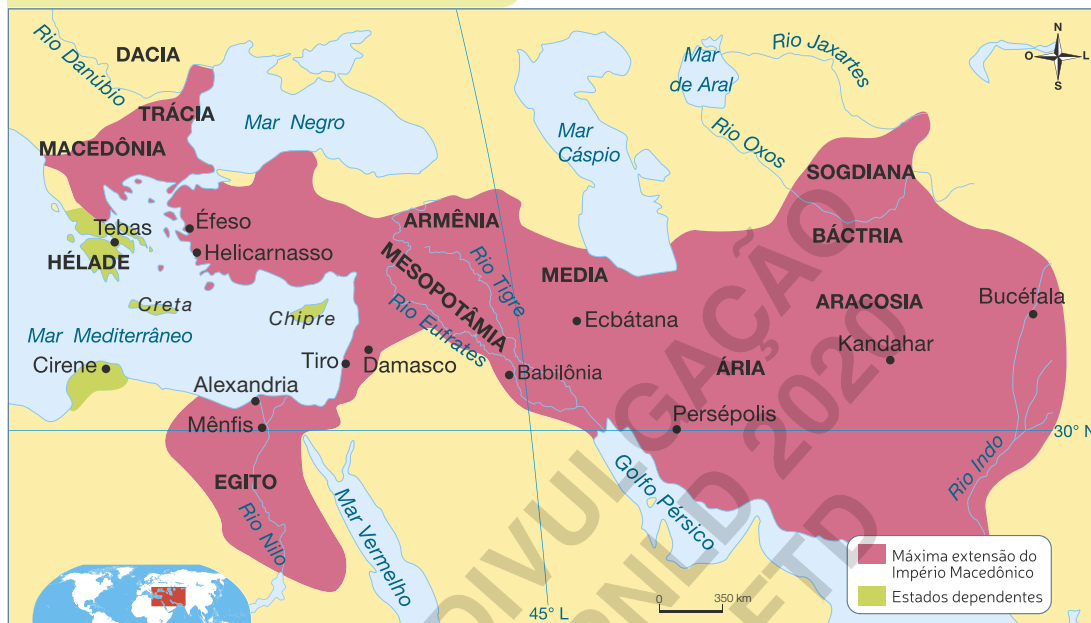 DACIA
Rio Danúbio
TRÁCIA
MACEDÔNIA
Mar Negro
Mar
Cáspio
Mar
de Aral
Rio Jaxartes
Rio Oxos
N
O
L
S
SOGDIANA
BÁCTRIA
ARACOSIA
Bucéfala
Kandahar
ARMÊNIA
MESOPOTÂMIA
Rio Tigre
Rio Eufrates
MEDIA
Ecbátana
ÁRIA
Babilônia
Persépolis
Tebas
HÉLADE
Éfeso
Helicarnasso
Creta
Chipre
Mar Mediterrâneo
Cirene
Tiro
Damasco
Alexandria
Mênfis
30° N
EGITO
Rio Nilo
Mar Vermelho
Golfo Pérsico
Rio Indo
45° L
0 350 km
Máxima extensão do
Império Macedônico
Estados dependentes
DIVULGAÇÃO
2020
FTD